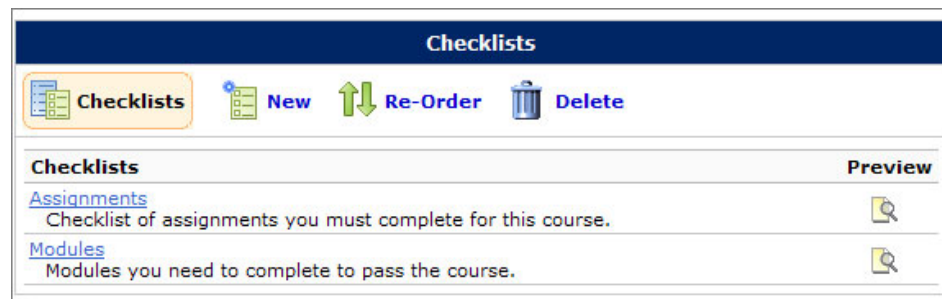 Checklists
Checklists New Re-Order Delete
Checklists Preview
Assignments
Checklist of assignments you must complete for this course.
Modules
Modules you need to complete to pass the course.